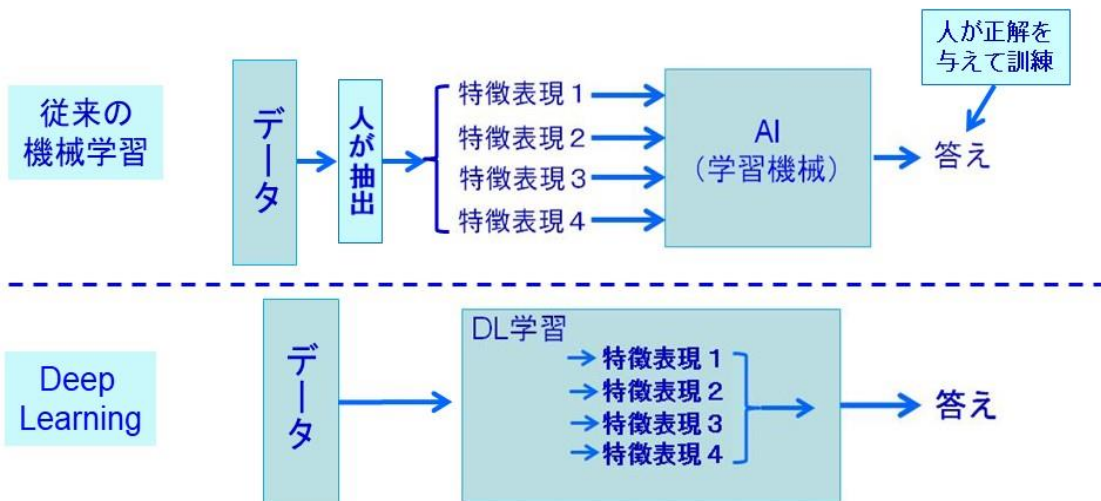 人が正解を
与えて訓練
従来の
機械学習
データ
人が抽出
特徴表現1
特徴表現2
特徴表現3
特徴表現4
AI
（学習機械）
答え
Deep
Learning
データ
DL学習
特徴表現1
特徴表現2
特徴表現3
特徴表現4
答え